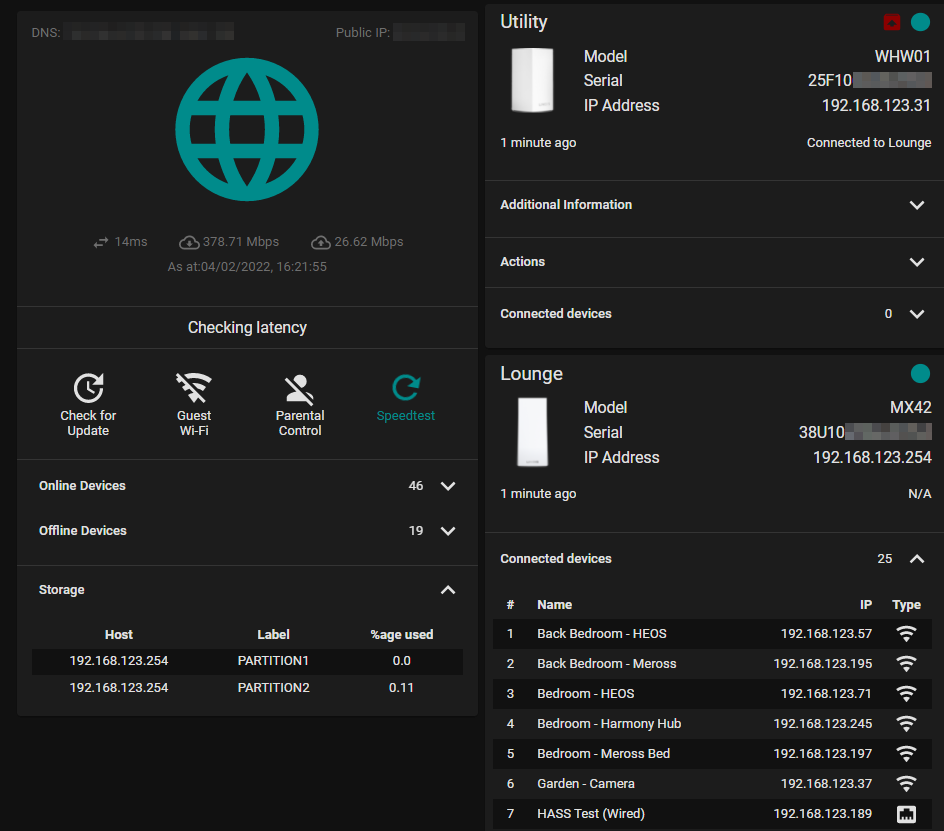 DNS:
Public IP:
14ms 378.71 Mbps 26.62 Mbps
As at:04/02/2022, 16:21:55
Checking latency
Check for Update
Guest Wi-Fi
Parental Control
Speedtest
Online Devices 46
Offline Devices 19
Storage
Host Label %age used
192.168.123.254 PARTITION1 0.0
192.168.123.254 PARTITION2 0.11
Utility
Model WHW01
Serial 25F10
IP Address 192.168.123.31
1 minute ago Connected to Lounge
Additional Information
Actions
Connected devices 0
Lounge
Model MX42
Serial 38U10
IP Address 192.168.123.254
1 minute ago N/A
Connected devices 25
# Name IP Type
1 Back Bedroom - HEOS 192.168.123.57
2 Back Bedroom - Meross 192.168.123.195
3 Bedroom - HEOS 192.168.123.71
4 Bedroom - Harmony Hub 192.168.123.245
5 Bedroom - Meross Bed 192.168.123.197
6 Garden - Camera 192.168.123.37
7 HASS Test (Wired) 192.168.123.189